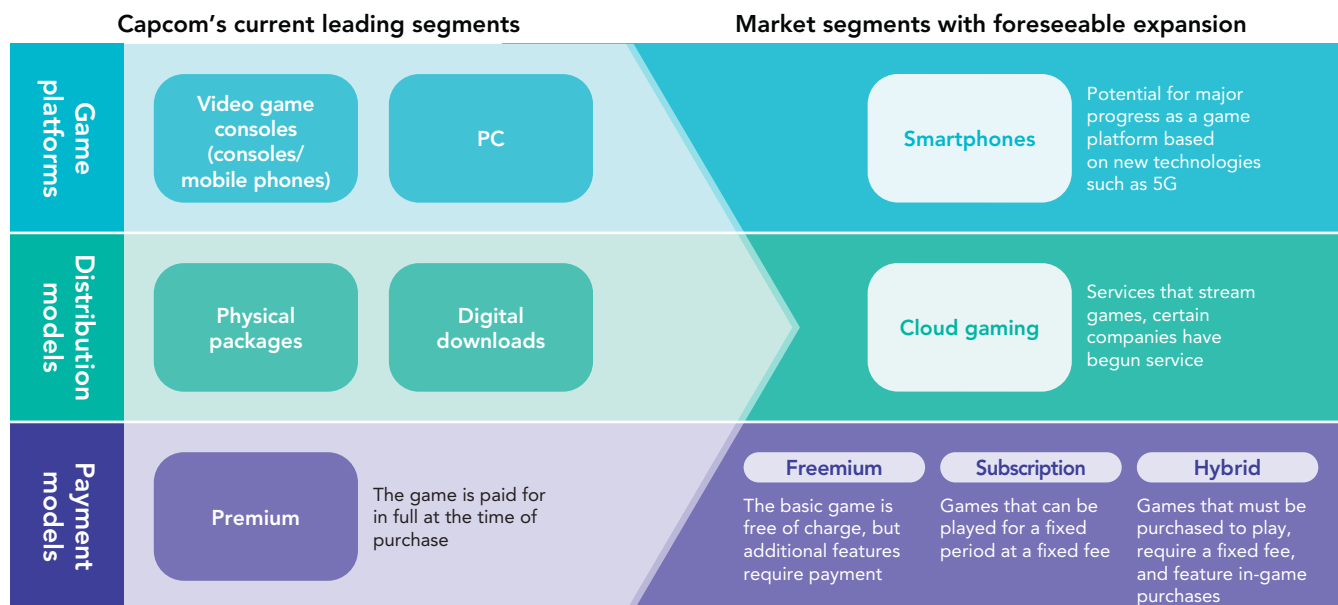 Capcom's current leading segments
Market segments with foreseeable expansion
Game
platforms
Video game
consoles
(consoles/
mobile phones)
PC
Smartphones
Potential for major
progress as a game
platform based
on new technologies
such as 5G
Distribution
models
Physical
packages
Digital
downloads
Cloud gaming
Services that stream
games, certain
companies have
begun service
Payment
models
Premium
The game is paid for
in full at the time of
purchase
Freemium
The basic game is
free of charge, but
additional features
require payment
Subscription
Games that can be
played for a fixed
period at a fixed fee
Hybrid
Games that must be
purchased to play,
require a fixed fee,
and feature in-game
purchases